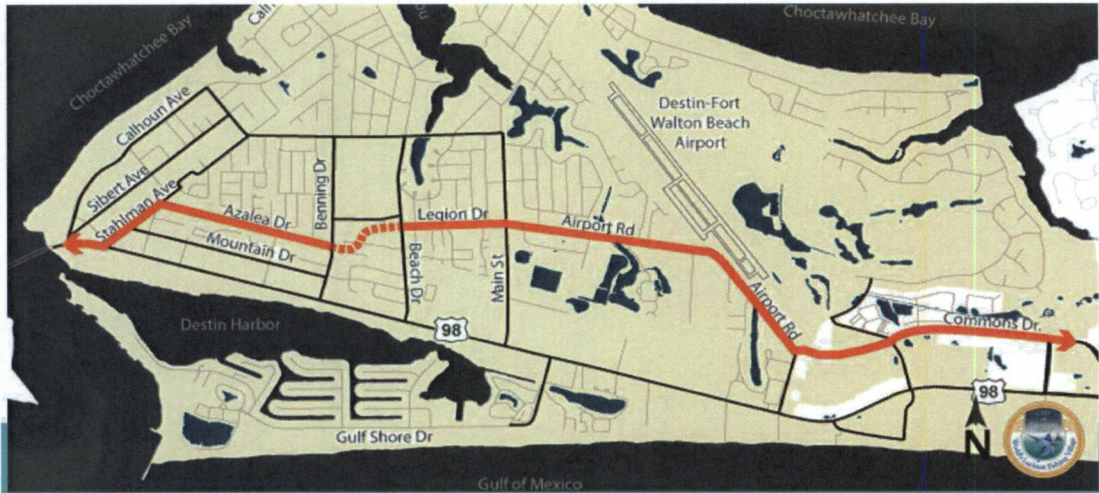 Choctawhatchee Bay
Choctawhatchee Bay
Calhoun Ave
Destin-Fort
Walton Beach
Airport
Sibert Ave
Stahlman Ave
Azalea Dr
Benning Dr
Legion Dr
Airport Rd
Mountain Dr
Beach Dr
Main St
Airport Rd
Commons Dr.
Destin Harbor
98
98
Gulf Shore Dr
N
Gulf of Mexico